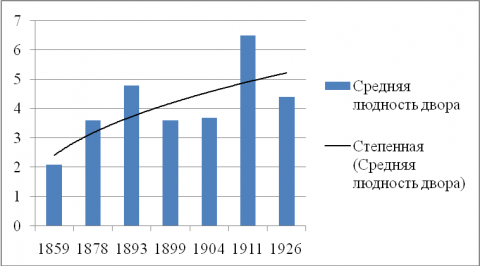 7
6
5
4
3
2
1
0
1859 1878 1893 1899 1904 1911 1926
Средняя
людность двора
Степенная
(Средняя
людность двора)